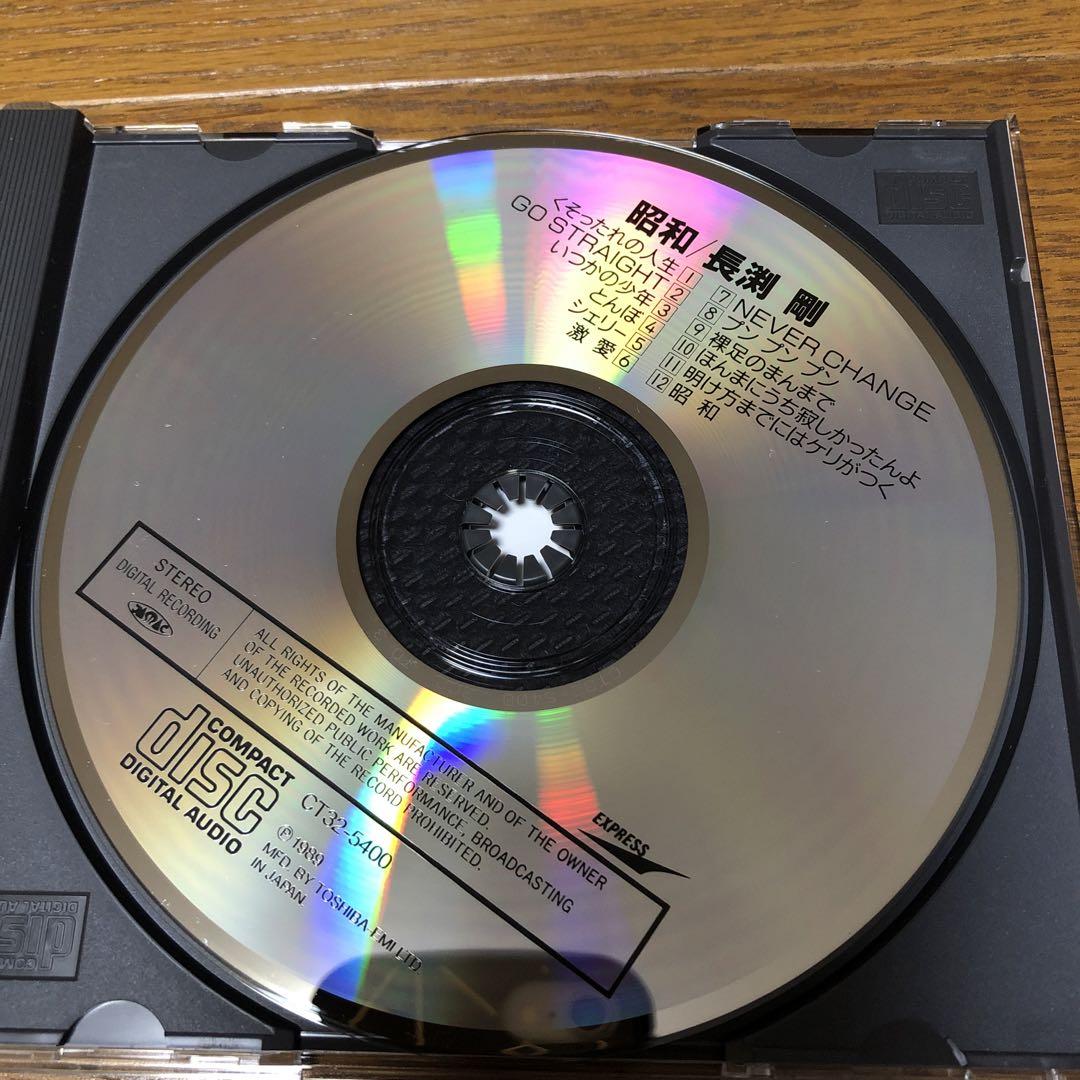 昭和/長渕 剛
くそったれの人生 1
GO STRAIGHT 2
いつかの少年 3
とんぼ 4
シェリー 5
激 愛 6
7 NEVER CHANGE
8 ブンブンブン
9 裸足のまんまで
10 ほんまにうち寂しかったんよ
11 明け方までにはケリがつく
12 昭 和
STEREO
DIGITAL RECORDING
ALL RIGHTS OF THE MANUFACTURER AND OF THE OWNER
OF THE RECORDED WORK ARE RESERVED.
UNAUTHORIZED PUBLIC PERFORMANCE, BROADCASTING
AND COPYING OF THE RECORD PROHIBITED.
EXPRESS
COMPACT
disc
DIGITAL AUDIO
CT32-5400
℗1989
MFD. BY TOSHIBA-EMI LTD.
IN JAPAN.
disc
DIGITAL AUDIO